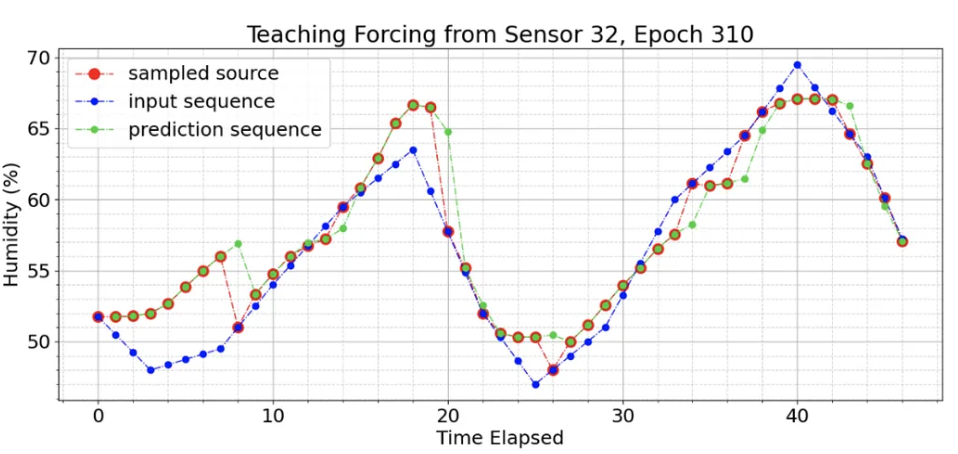 Teaching Forcing from Sensor 32, Epoch 310
70
sampled source
input sequence
prediction sequence
65
60
55
50
Humidity (%)
0 10 20 30 40
Time Elapsed